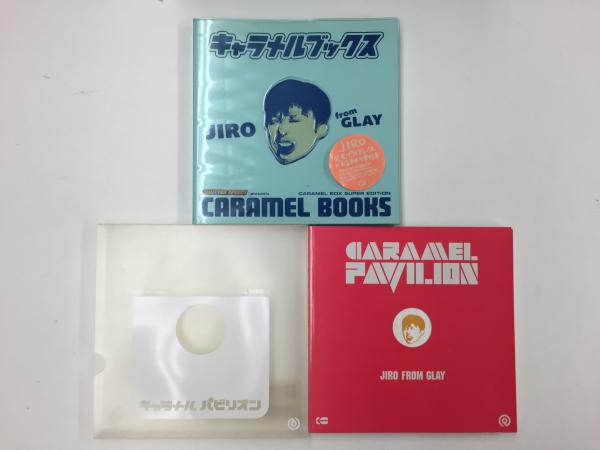 キャラメルブックス
JIRO
from
GLAY
JIRO
presents
CARAMEL BOX SUPER EDITION
CARAMEL BOOKS
キャラメル パビリオン
CARAMEL
PAVILION
JIRO FROM GLAY